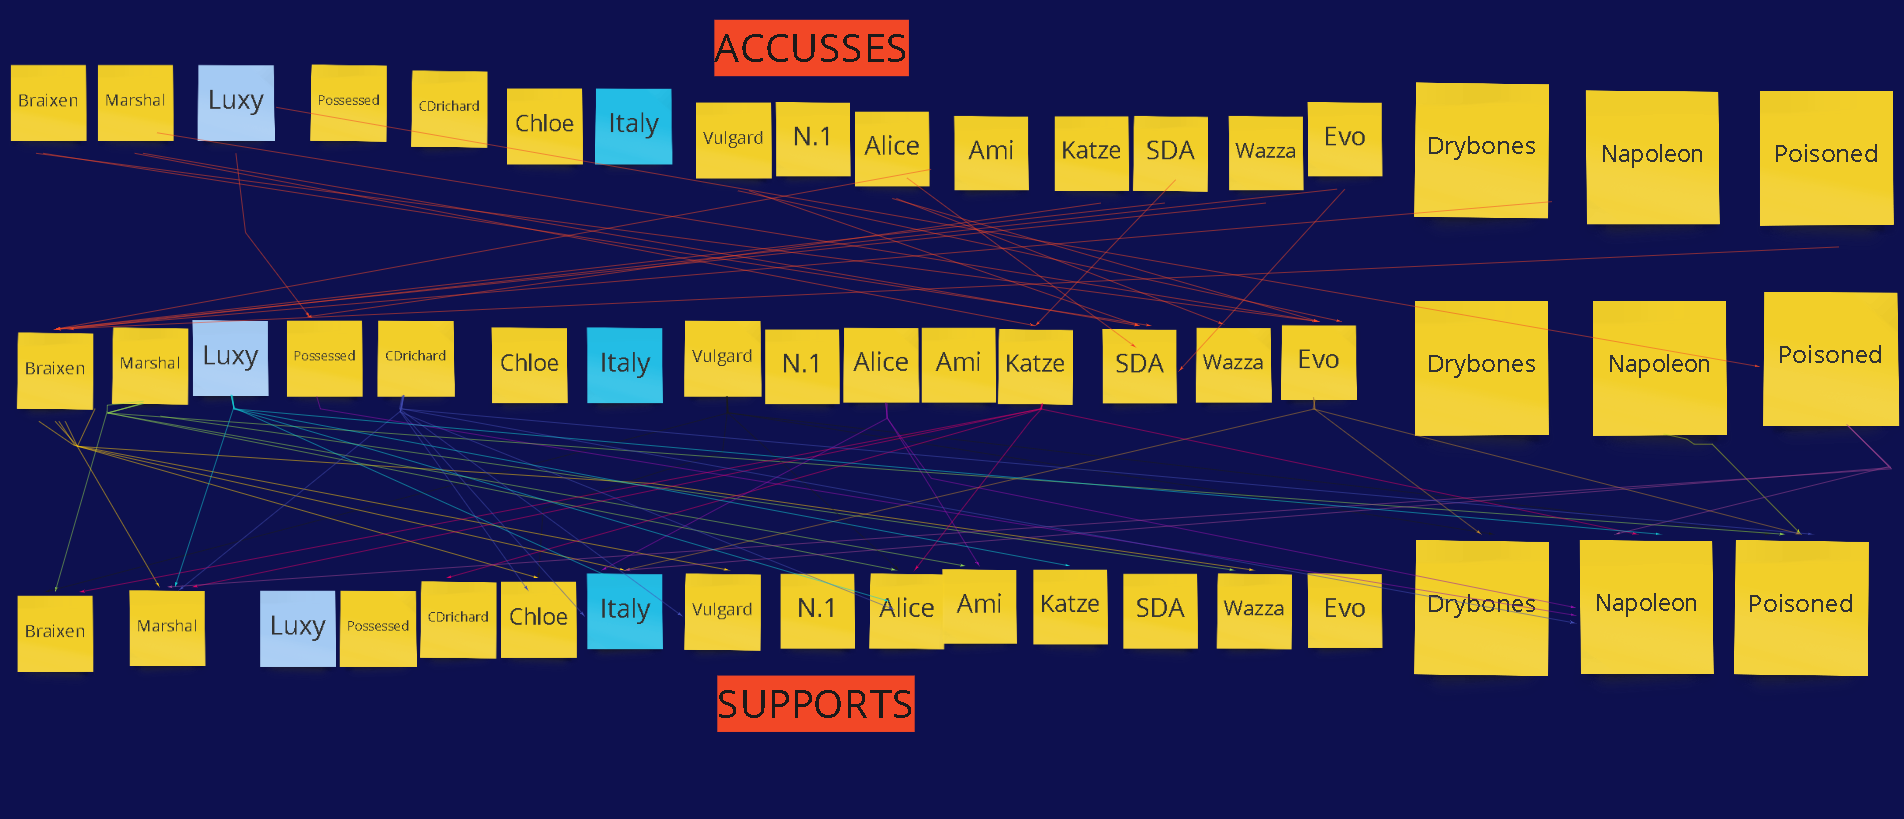 ACCUSSES
Braixen
Marshal
Luxy
Possessed
CDrichard
Chloe
Italy
Vulgard
N.1
Alice
Ami
Katze
SDA
Wazza
Evo
Drybones
Napoleon
Poisoned
Braixen
Marshal
Luxy
Possessed
CDrichard
Chloe
Italy
Vulgard
N.1
Alice
Ami
Katze
SDA
Wazza
Evo
Drybones
Napoleon
Poisoned
Braixen
Marshal
Luxy
Possessed
CDrichard
Chloe
Italy
Vulgard
N.1
Alice
Ami
Katze
SDA
Wazza
Evo
Drybones
Napoleon
Poisoned
SUPPORTS